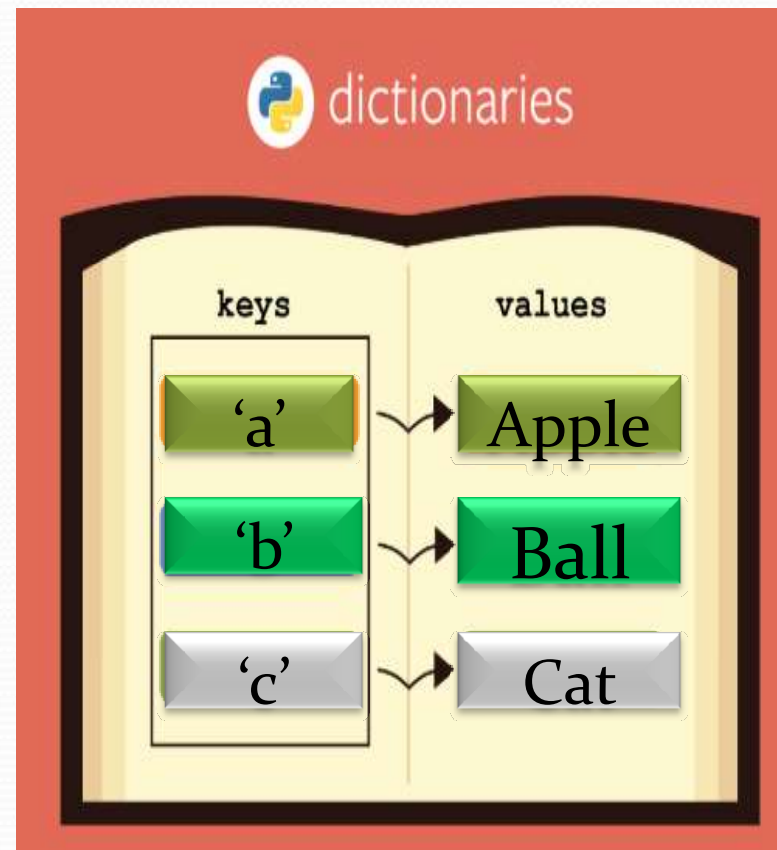 dictionaries
keys values
‘a’ Apple
‘b’ Ball
‘c’ Cat